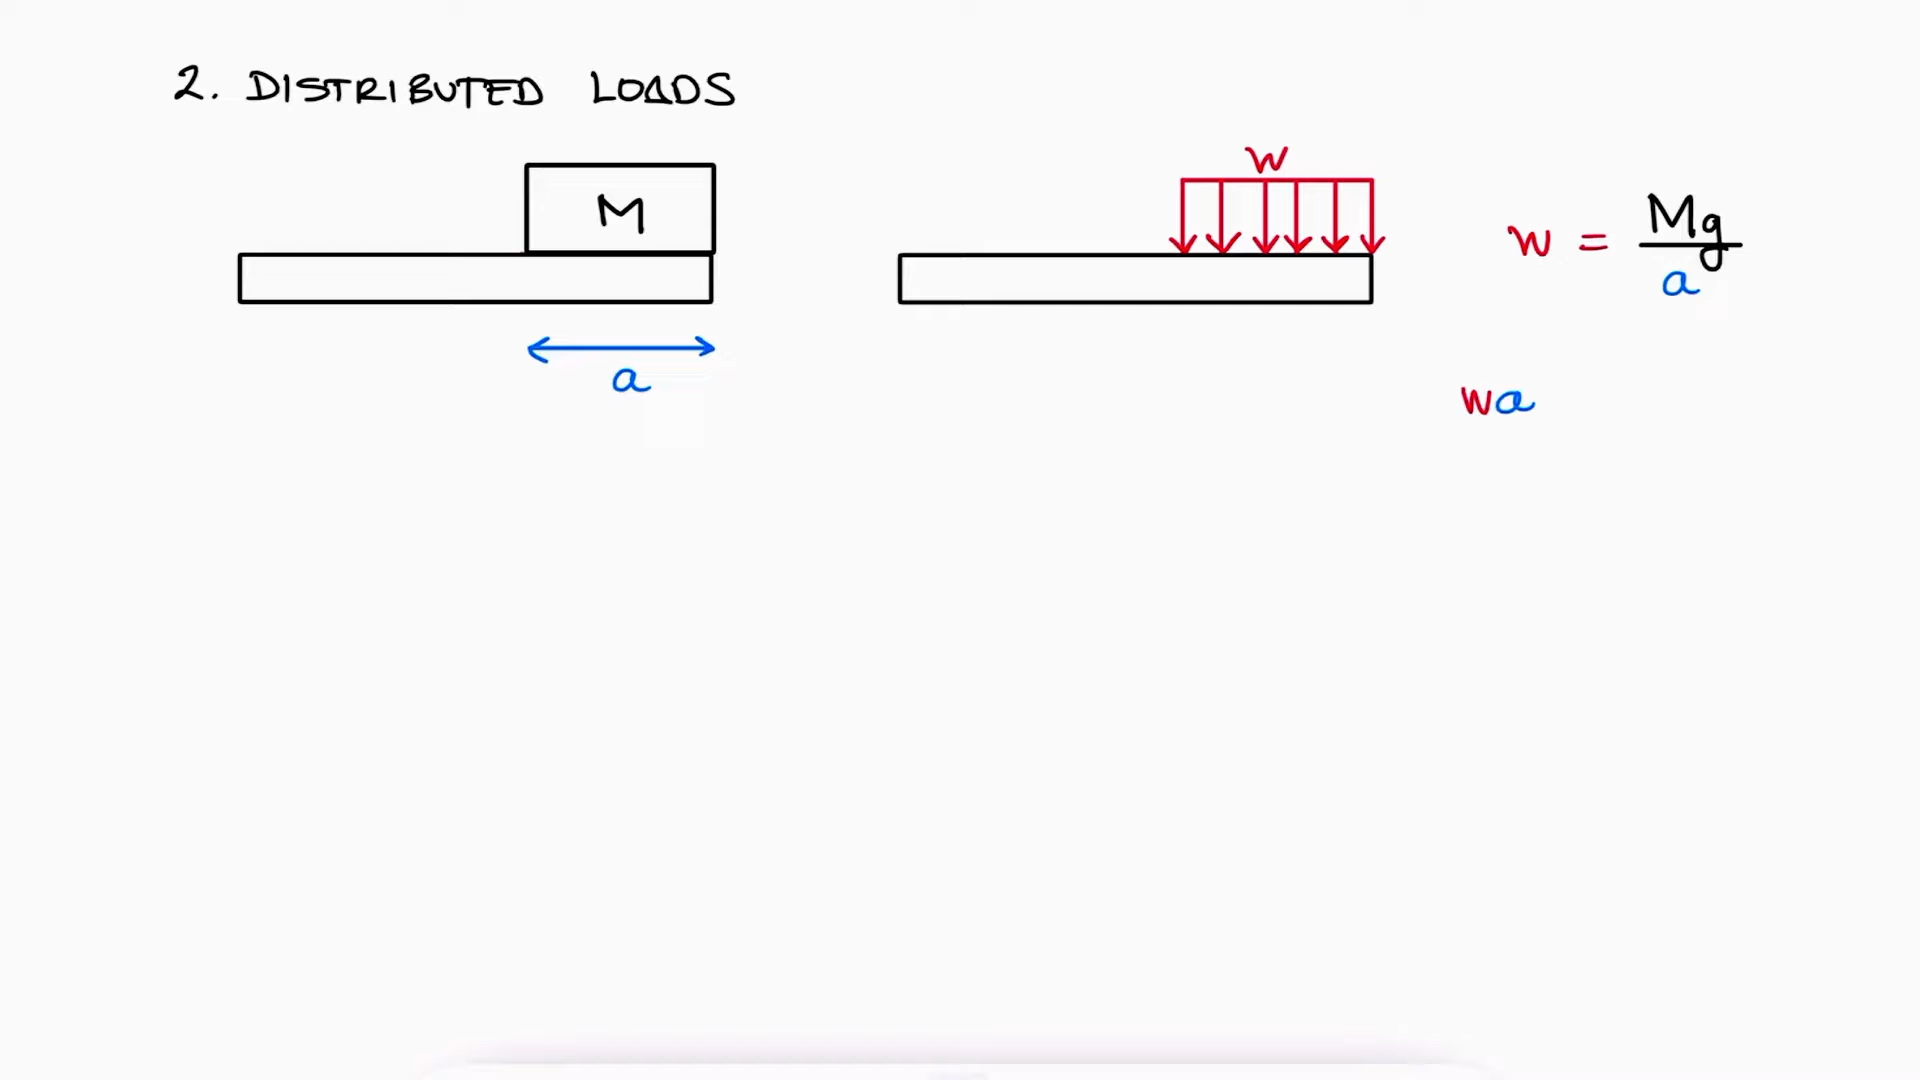 2. DISTRIBUTED LOADS
M
a
w
w = Mg
a
wa